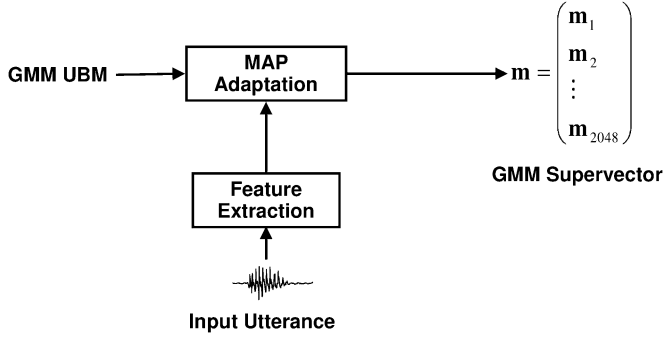 GMM UBM
MAP
Adaptation
m =
m1
m2
⋮
m2048
GMM Supervector
Feature
Extraction
Input Utterance